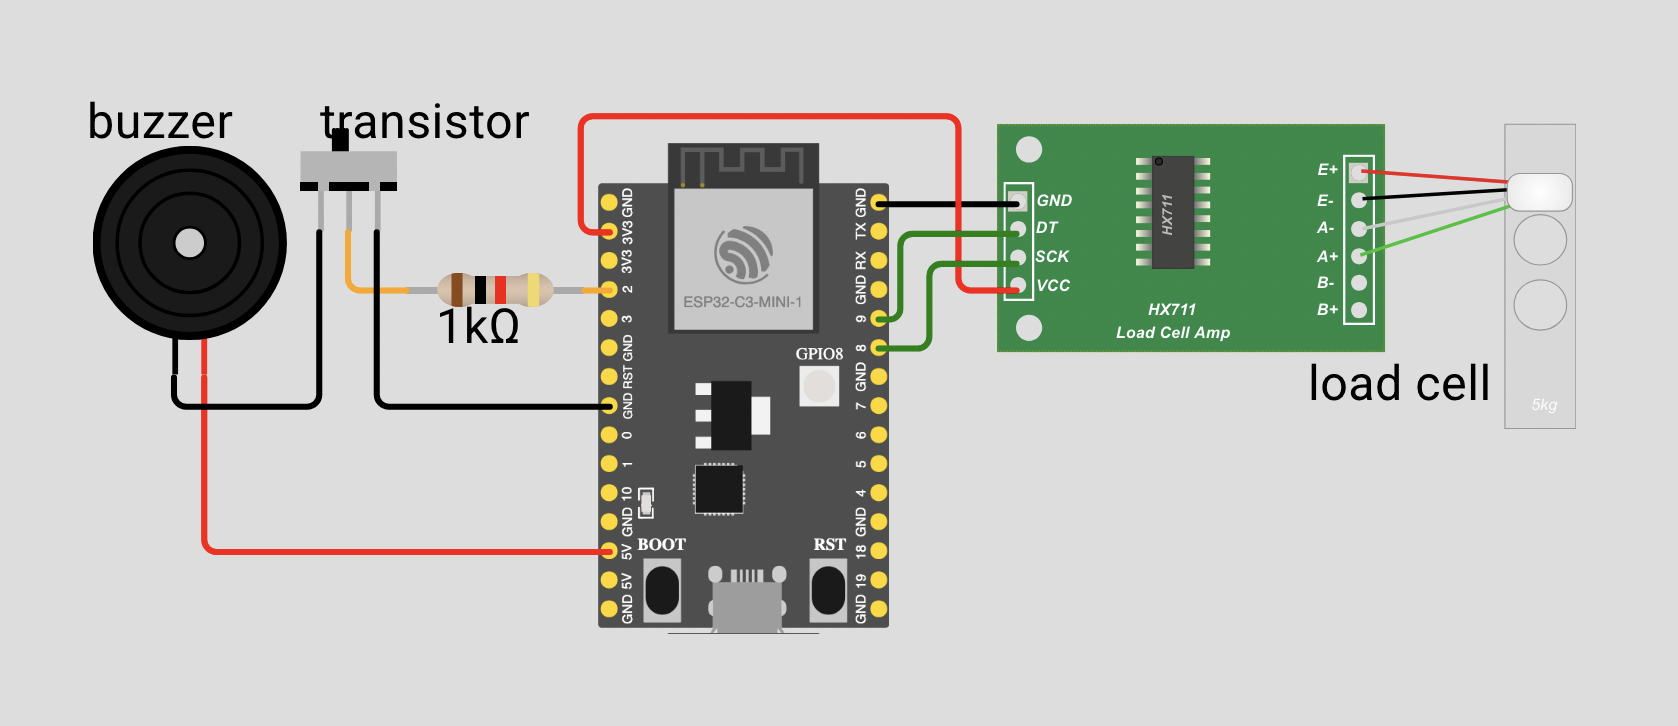 buzzer
transistor
1kΩ
GND
3V3
3V3
2
3
GND
RST
GND
0
1
10
GND
5V
5V
GND
ESP32-C3-MINI-1
GPIO8
BOOT
RST
GND
TX
RX
GND
9
8
GND
7
6
5
4
GND
18
19
GND
GND
DT
SCK
VCC
HX711
HX711
Load Cell Amp
E+
E-
A-
A+
B-
B+
load cell
5kg